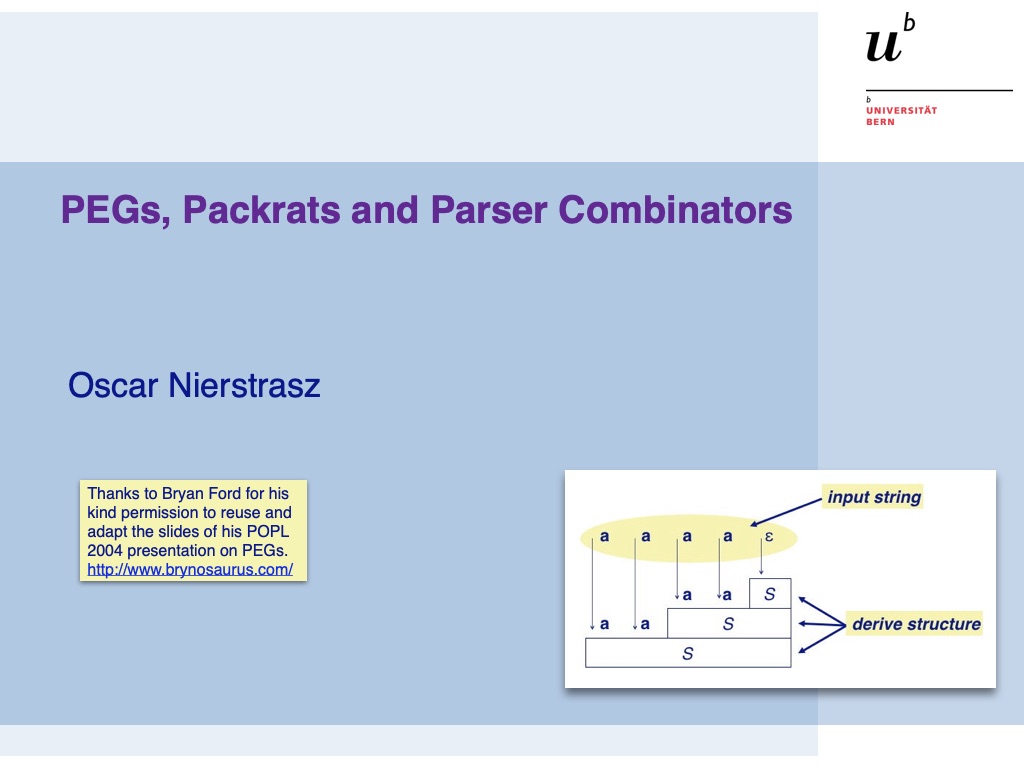 u b
b
UNIVERSITÄT
BERN
PEGs, Packrats and Parser Combinators
Oscar Nierstrasz
Thanks to Bryan Ford for his
kind permission to reuse and
adapt the slides of his POPL
2004 presentation on PEGs.
http://www.brynosaurus.com/
input string
a a a a ε
a a S
a a S
derive structure
S